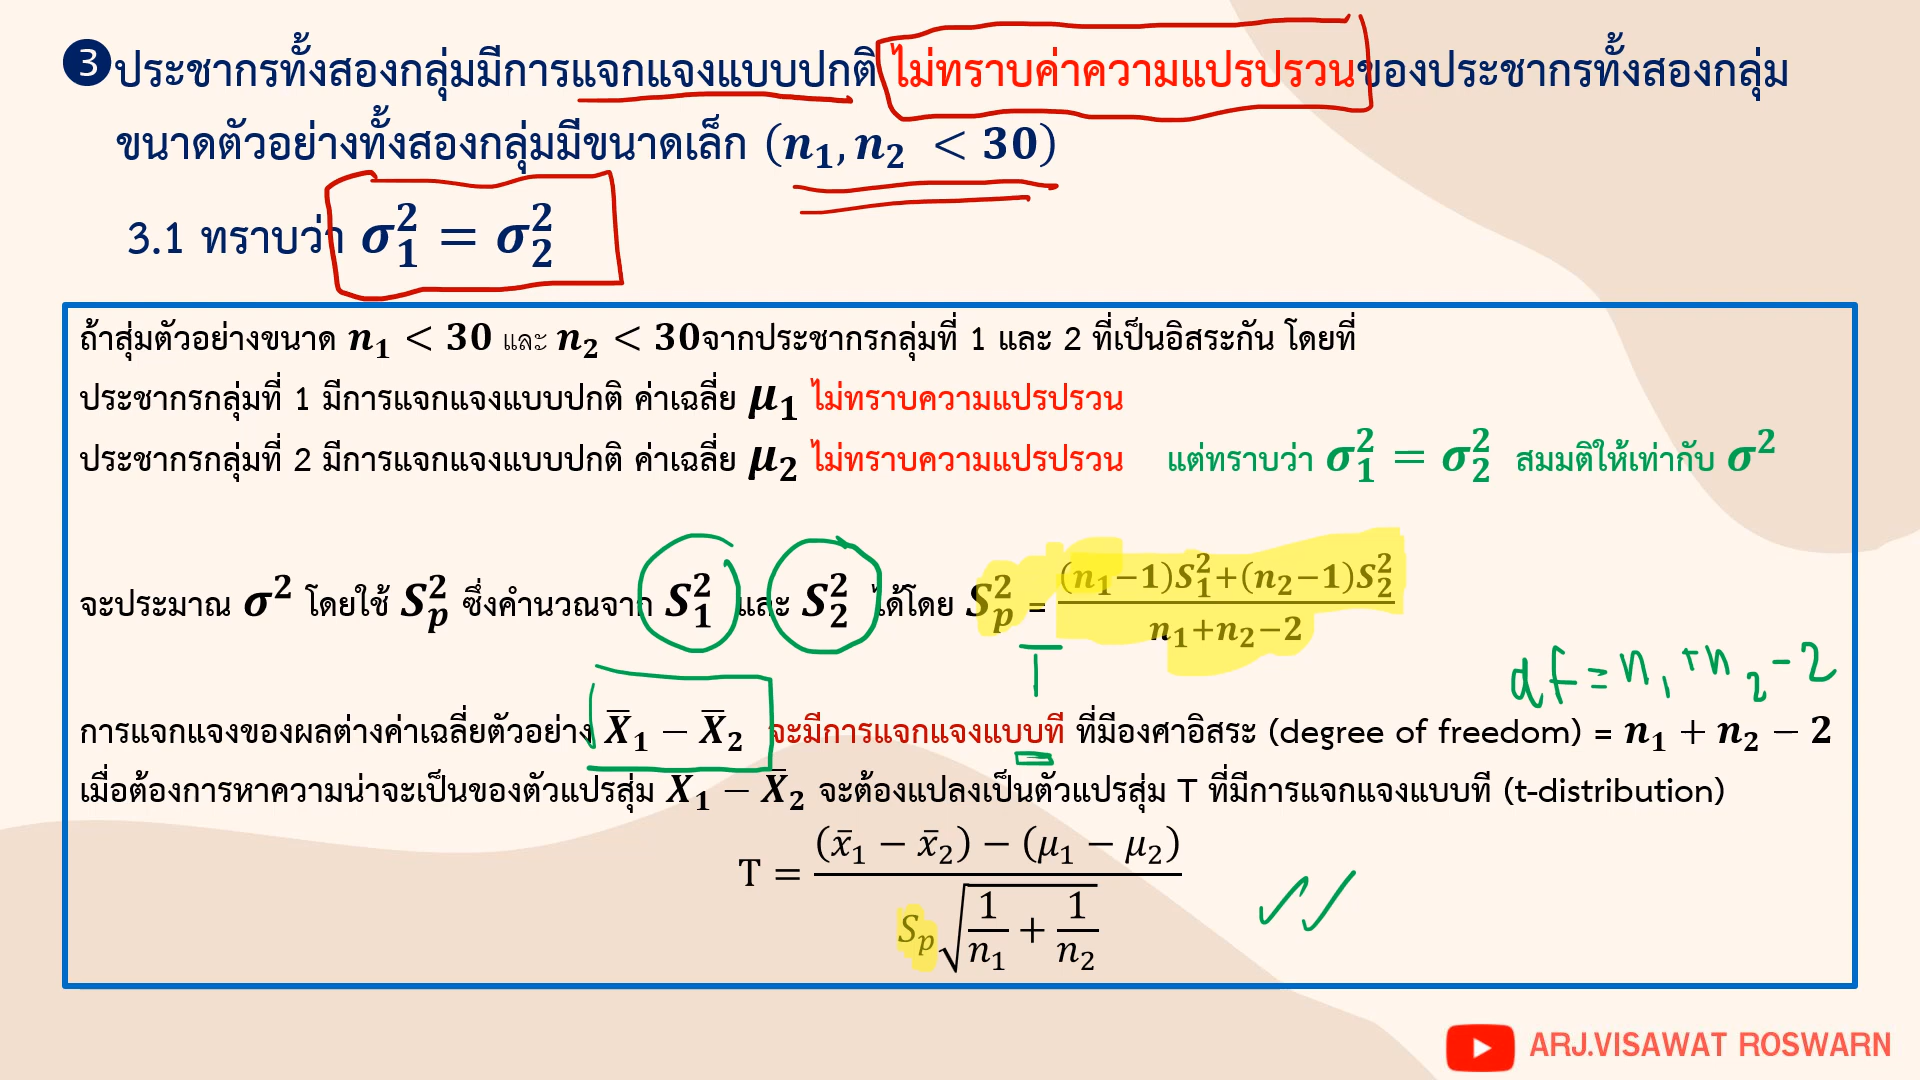 3 ประชากรทั้งสองกลุ่มมีการแจกแจงแบบปกติ ไม่ทราบค่าความแปรปรวนของประชากรทั้งสองกลุ่ม
ขนาดตัวอย่างทั้งสองกลุ่มมีขนาดเล็ก (n₁, n₂ < 30)
3.1 ทราบว่า σ₁² = σ₂²
ถ้าสุ่มตัวอย่างขนาด n₁ < 30 และ n₂ < 30จากประชากรกลุ่มที่ 1 และ 2 ที่เป็นอิสระกัน โดยที่
ประชากรกลุ่มที่ 1 มีการแจกแจงแบบปกติ ค่าเฉลี่ย μ₁ ไม่ทราบความแปรปรวน
ประชากรกลุ่มที่ 2 มีการแจกแจงแบบปกติ ค่าเฉลี่ย μ₂ ไม่ทราบความแปรปรวน แต่ทราบว่า σ₁² = σ₂² สมมติให้เท่ากับ σ²
จะประมาณ σ² โดยใช้ Sₚ² ซึ่งคำนวณจาก S₁² และ S₂² ได้โดย Sₚ² = ((n₁−1)S₁²+(n₂−1)S₂²)/(n₁+n₂−2)
T
df = n₁ + n₂ − 2
การแจกแจงของผลต่างค่าเฉลี่ยตัวอย่าง X̄₁ − X̄₂ จะมีการแจกแจงแบบที ที่มีองศาอิสระ (degree of freedom) = n₁ + n₂ − 2
เมื่อต้องการหาความน่าจะเป็นของตัวแปรสุ่ม X̄₁ − X̄₂ จะต้องแปลงเป็นตัวแปรสุ่ม T ที่มีการแจกแจงแบบที (t-distribution)
T = ((x̄₁ − x̄₂) − (μ₁ − μ₂))/(Sₚ√(1/n₁ + 1/n₂))
ARJ.VISAWAT ROSWARN